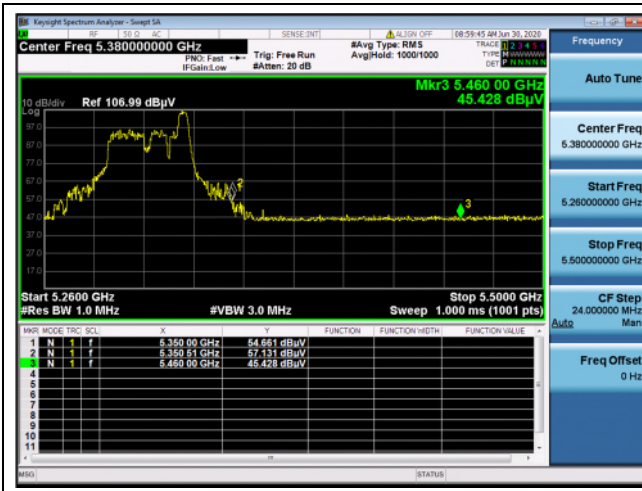 Keysight Spectrum Analyzer - Swept SA
RF 50 Ω AC SENSE:INT ALIGN OFF 08:59:45 AM Jun 30, 2020
Center Freq 5.380000000 GHz
PNO: Fast
IFGain:Low
Trig: Free Run
#Atten: 20 dB
#Avg Type: RMS
Avg|Hold: 1000/1000
TRACE 1 2 3 4 5 6
TYPE M
DET P N N N N N
Mkr3 5.460 00 GHz
45.428 dBµV
10 dB/div Ref 106.99 dBµV
Log
97.0
87.0
77.0
67.0
57.0
47.0
37.0
27.0
17.0
2
3
Start 5.2600 GHz Stop 5.5000 GHz
#Res BW 1.0 MHz #VBW 3.0 MHz Sweep 1.000 ms (1001 pts)
MKR MODE TRC SCL X Y FUNCTION FUNCTION WIDTH FUNCTION VALUE
1 N 1 f 5.350 00 GHz 54.661 dBuV
2 N 1 f 5.350 51 GHz 57.131 dBuV
3 N 1 f 5.460 00 GHz 45.428 dBuV
4
5
6
7
8
9
10
11
MSG STATUS
Frequency
Auto Tune
Center Freq
5.380000000 GHz
Start Freq
5.260000000 GHz
Stop Freq
5.500000000 GHz
CF Step
24.000000 MHz
Auto Man
Freq Offset
0 Hz